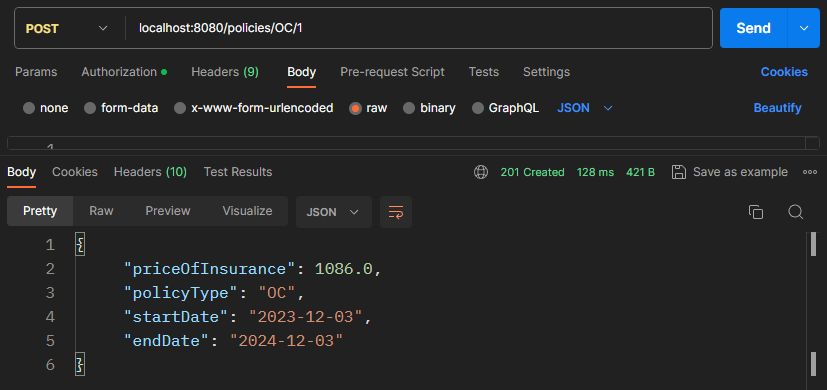 POST localhost:8080/policies/OC/1 Send
Params Authorization Headers (9) Body Pre-request Script Tests Settings Cookies
none form-data x-www-form-urlencoded raw binary GraphQL JSON Beautify
1
Body Cookies Headers (10) Test Results 201 Created 128 ms 421 B Save as example
Pretty Raw Preview Visualize JSON
1 {
2 "priceOfInsurance": 1086.0,
3 "policyType": "OC",
4 "startDate": "2023-12-03",
5 "endDate": "2024-12-03"
6 }